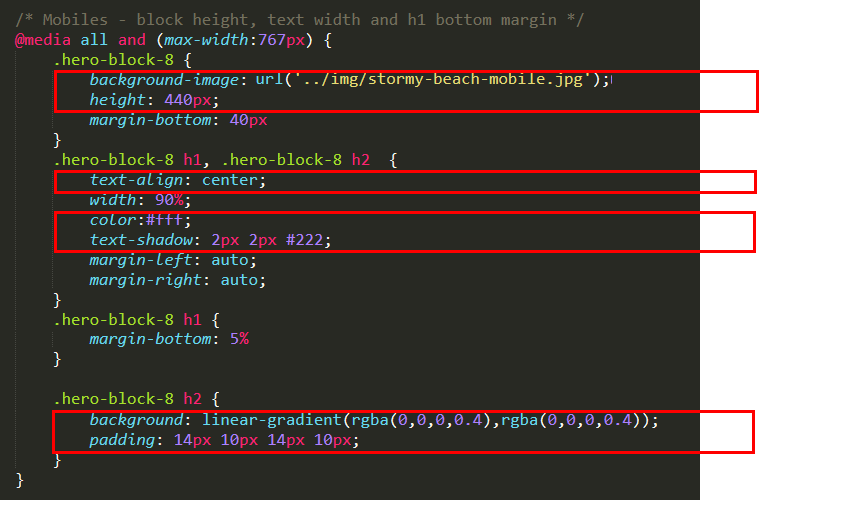 /* Mobiles - block height, text width and h1 bottom margin */
@media all and (max-width:767px) {
    .hero-block-8 {
        background-image: url('../img/stormy-beach-mobile.jpg');
        height: 440px;
        margin-bottom: 40px
    }
    .hero-block-8 h1, .hero-block-8 h2  {
        text-align: center;
        width: 90%;
        color:#fff;
        text-shadow: 2px 2px #222;
        margin-left: auto;
        margin-right: auto;
    }
    .hero-block-8 h1 {
        margin-bottom: 5%
    }

    .hero-block-8 h2 {
        background: linear-gradient(rgba(0,0,0,0.4),rgba(0,0,0,0.4));
        padding: 14px 10px 14px 10px;
    }
}